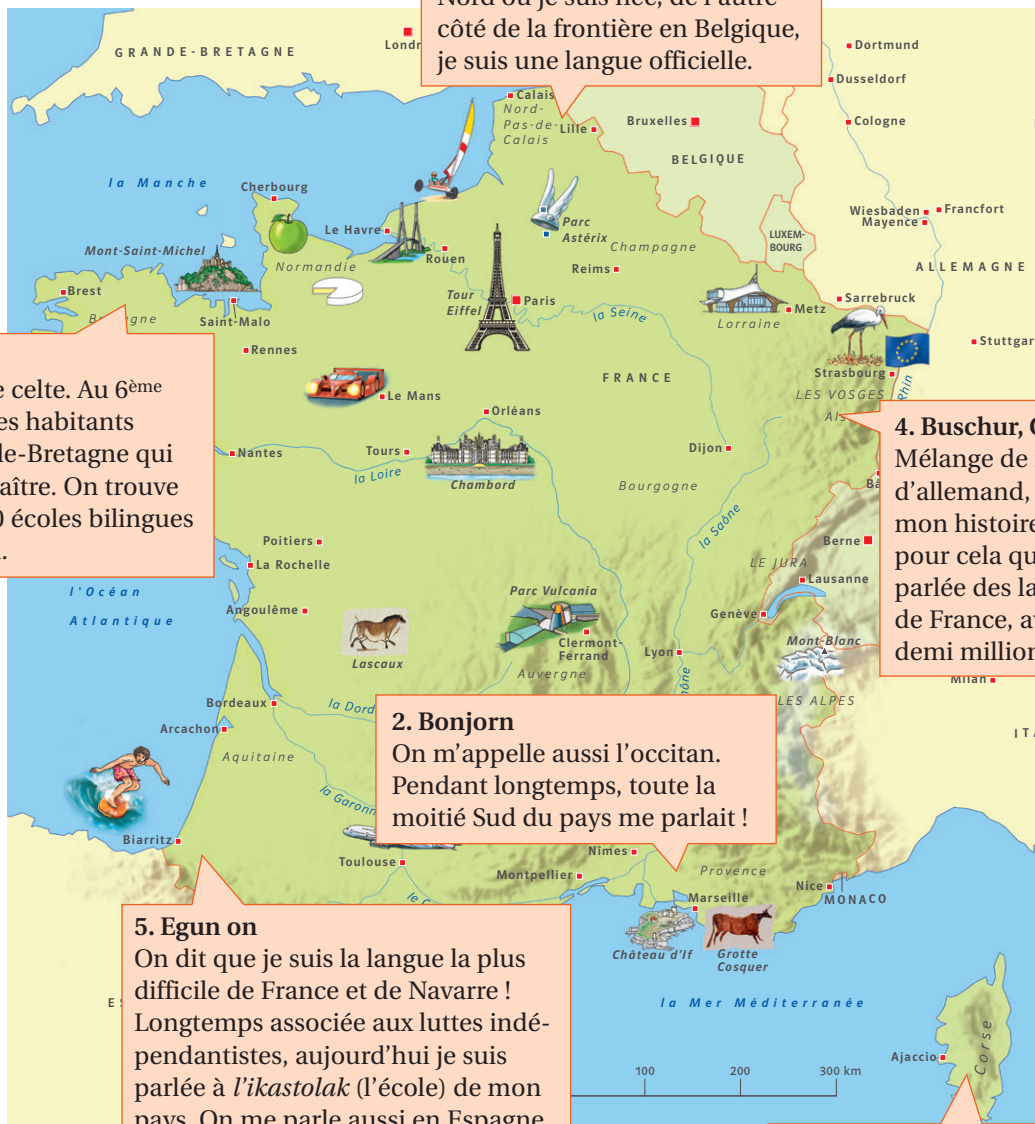 Nord où je suis née, de l'autre
côté de la frontière en Belgique,
je suis une langue officielle.
GRANDE-BRETAGNE
Dortmund
Dusseldorf
Calais
Nord-
Pas-de-
Calais
Lille
Bruxelles
Cologne
BELGIQUE
la Manche
Cherbourg
Le Havre
Parc
Astérix
Champagne
LUXEM-
BOURG
Wiesbaden
Francfort
Mayence
Mont-Saint-Michel
Normandie
Rouen
Reims
ALLEMAGNE
Brest
Saint-Malo
Tour
Eiffel
Paris
la Seine
Metz
Lorraine
Sarrebruck
Rennes
FRANCE
Strasbourg
Rhin
LES VOSGES
celte. Au 6ème
habitants
qui
On trouve
écoles bilingues
Le Mans
Orléans
Nantes
Tours
la Loire
Chambord
Dijon
Bourgogne
la Saône
4. Buschur,
Mélange de
d'allemand,
mon histoire
pour cela
parlée des
de France,
demi
Poitiers
La Rochelle
l'Océan
Atlantique
Angoulême
Lascaux
Parc Vulcania
Clermont-
Ferrand
Auvergne
Lyon
Berne
LE JURA
Lausanne
Genève
Mont-Blanc
LES ALPES
Milan
Bordeaux
Arcachon
Aquitaine
la
Biarritz
2. Bonjorn
On m'appelle aussi l'occitan.
Pendant longtemps, toute la
moitié Sud du pays me parlait !
Toulouse
Nîmes
Montpellier
Provence
Marseille
Nice
MONACO
Château d'If
Grotte
Cosquer
5. Egun on
On dit que je suis la langue la plus
difficile de France et de Navarre !
Longtemps associée aux luttes indé-
pendantistes, aujourd'hui je suis
parlée à l'ikastolak (l'école) de mon
pays. On me parle aussi en Espagne
la Mer Méditerranée
Ajaccio
Corse
100 200 300 km